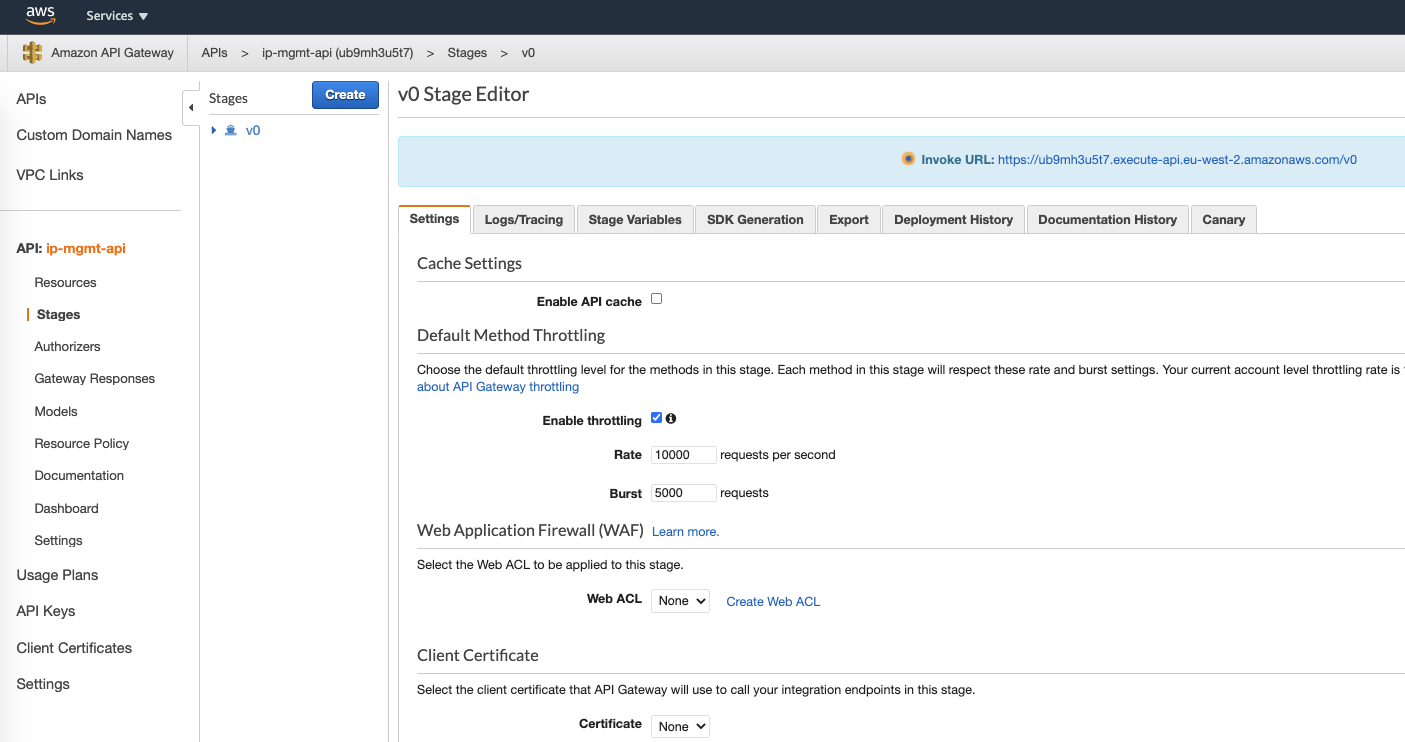 aws
Services
Amazon API Gateway
APIs > ip-mgmt-api (ub9mh3u5t7) > Stages > v0
APIs
Custom Domain Names
VPC Links
API: ip-mgmt-api
Resources
Stages
Authorizers
Gateway Responses
Models
Resource Policy
Documentation
Dashboard
Settings
Usage Plans
API Keys
Client Certificates
Settings
Stages
Create
v0
v0 Stage Editor
Invoke URL: https://ub9mh3u5t7.execute-api.eu-west-2.amazonaws.com/v0
Settings Logs/Tracing Stage Variables SDK Generation Export Deployment History Documentation History Canary
Cache Settings
Enable API cache
Default Method Throttling
Choose the default throttling level for the methods in this stage. Each method in this stage will respect these rate and burst settings. Your current account level throttling rate is
about API Gateway throttling
Enable throttling
Rate 10000 requests per second
Burst 5000 requests
Web Application Firewall (WAF) Learn more.
Select the Web ACL to be applied to this stage.
Web ACL None Create Web ACL
Client Certificate
Select the client certificate that API Gateway will use to call your integration endpoints in this stage.
Certificate None